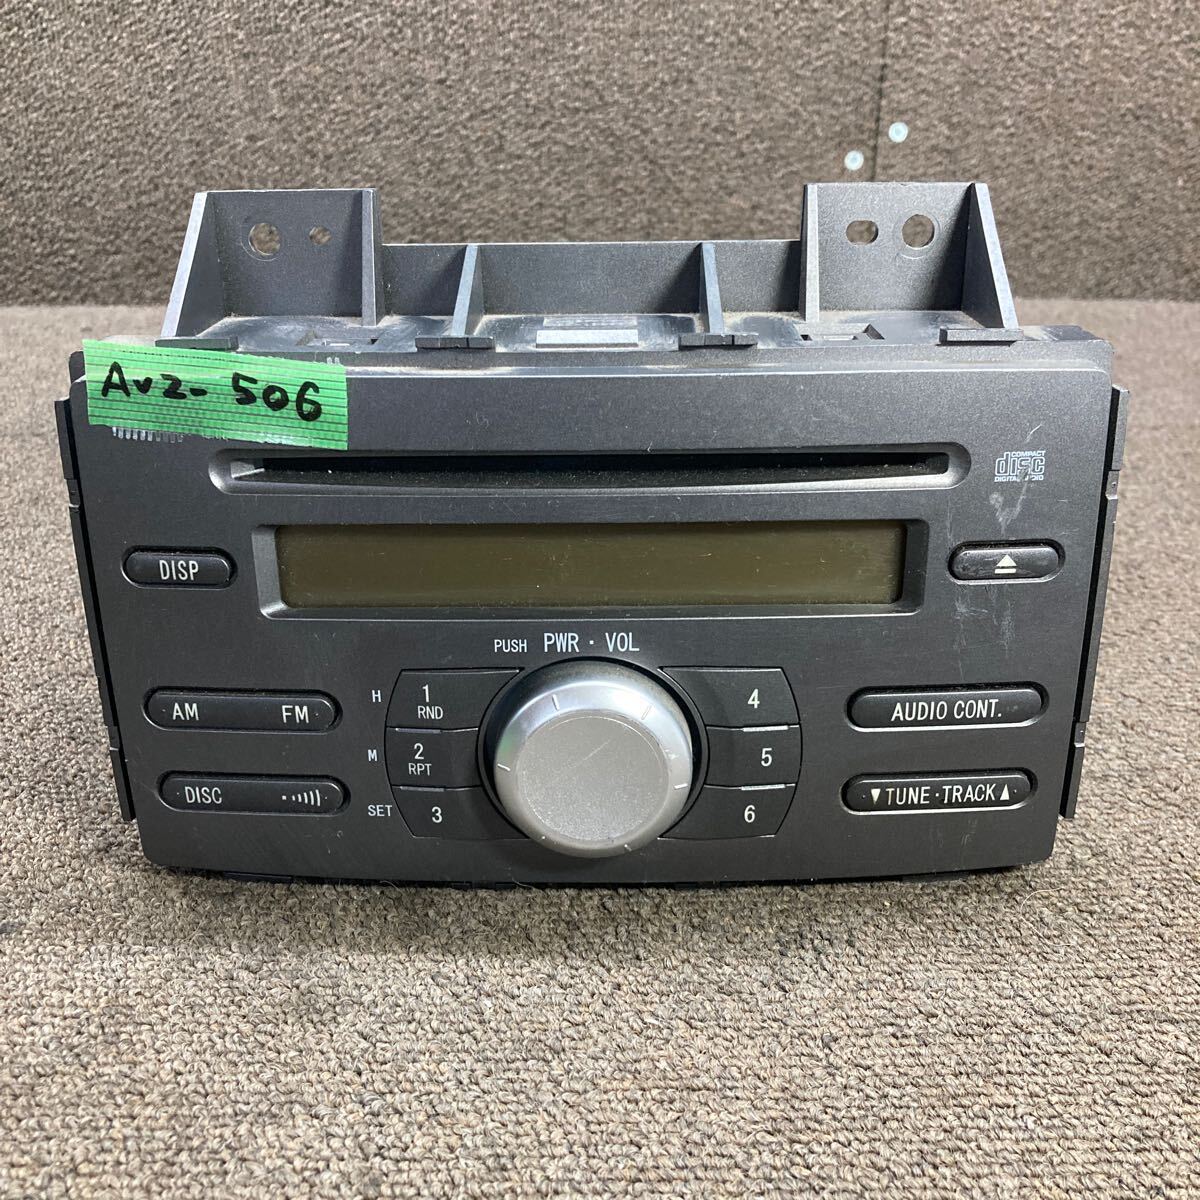 Av2-506
COMPACT
disc
DIGITAL AUDIO
DISP
PUSH PWR·VOL
AM FM
H
1
RND
4
AUDIO CONT.
M
2
RPT
5
DISC
SET
3
6
▼TUNE·TRACK▲